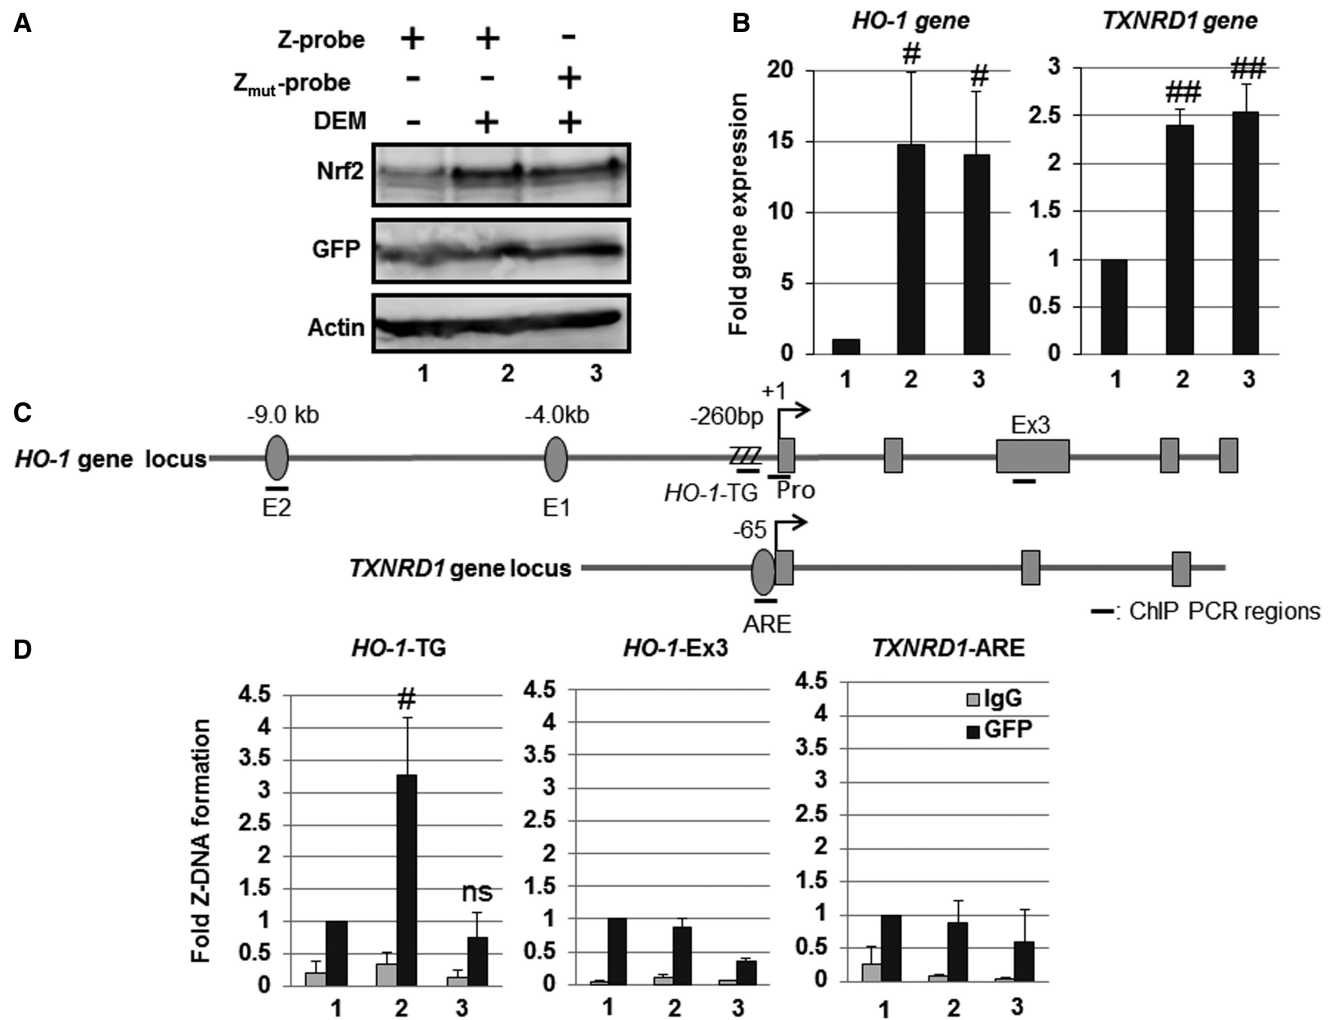 A
Z-probe + + -
Zmut-probe - - +
DEM - + +
Nrf2
GFP
Actin
1 2 3
B
HO-1 gene
TXNRD1 gene
Fold gene expression
20
15
10
5
0
# #
1 2 3
3
2.5
2
1.5
1
0.5
0
## ##
1 2 3
C
-9.0 kb
-4.0kb
-260bp
+1
Ex3
HO-1 gene locus
ZZZ
E2
E1
HO-1-TG
Pro
-65
TXNRD1 gene locus
ARE
: ChIP PCR regions
D
HO-1-TG
HO-1-Ex3
TXNRD1-ARE
Fold Z-DNA formation
4.5
4
3.5
3
2.5
2
1.5
1
0.5
0
#
ns
1 2 3
4.5
4
3.5
3
2.5
2
1.5
1
0.5
0
1 2 3
4.5
4
3.5
3
2.5
2
1.5
1
0.5
0
IgG
GFP
1 2 3